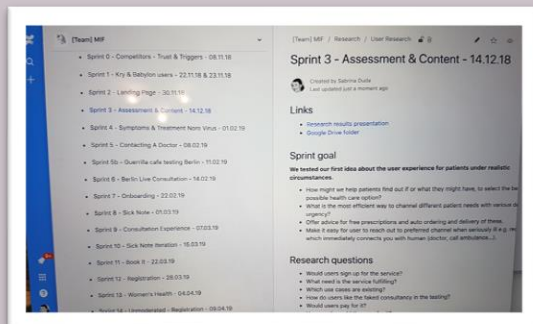 [Team] MIF
Sprint 0 - Competitors - Trust & Triggers - 08.11.18
Sprint 1 - Kry & Babylon users - 22.11.18 & 23.11.18
Sprint 2 - Landing Page - 30.11.18
Sprint 3 - Assessment & Content - 14.12.18
Sprint 4 - Symptoms & Treatment Noro Virus - 01.02.19
Sprint 5 - Contacting A Doctor - 08.02.19
Sprint 5b - Guerrilla cafe testing Berlin - 11.02.19
Sprint 6 - Berlin Live Consultation - 14.02.19
Sprint 7 - Onboarding - 22.02.19
Sprint 8 - Sick Note - 01.03.19
Sprint 9 - Consultation Experience - 07.03.19
Sprint 10 - Sick Note Iteration - 15.03.19
Sprint 11 - Book It - 22.03.19
Sprint 12 - Registration - 28.03.19
Sprint 13 - Women's Health - 04.04.19
Sprint 14 - Unmoderated - Registration - 09.04.19
[Team] MIF / Research / User Research
Sprint 3 - Assessment & Content - 14.12.18
Created by Sabrina Duda
Last updated just a moment ago
Links
Research results presentation
Google Drive folder
Sprint goal
We tested our first idea about the user experience for patients under realistic
circumstances.
How might we help patients find out if or what they might have, to select the
possible health care option?
What is the most efficient way to channel different patient needs with various
urgency?
Offer advice for free prescriptions and auto ordering and delivery of these.
Make it easy for user to reach out to preferred channel when seriously ill e.g.
which immediately connects you with human (doctor, call ambulance...).
Research questions
Would users sign up for the service?
What need is the service fulfilling?
Which use cases are existing?
How do users like the faked consultancy in the testing?
Would users pay for it?